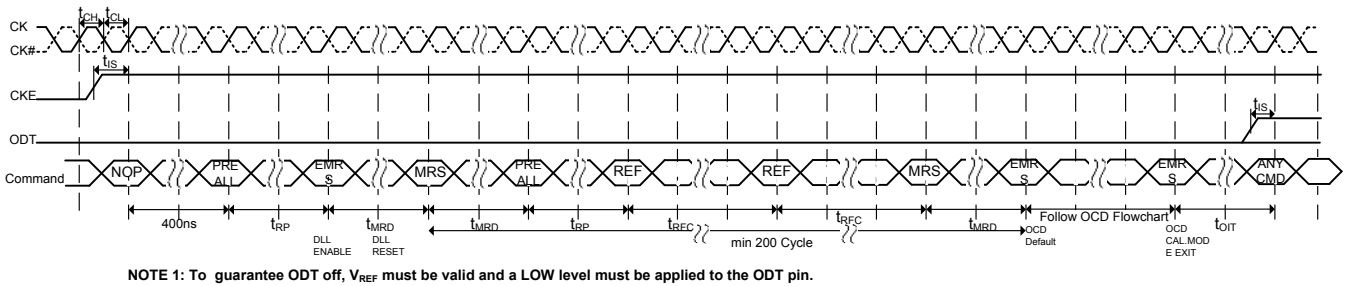 tCH tCL
CK
CK#
tIS
CKE
tIS
ODT
Command NOP PRE ALL EMR S MRS PRE ALL REF REF MRS EMR S EMR S ANY CMD
400ns tRP tMRD tMRD tRP tRFC tRFC tMRD Follow OCD Flowchart tOIT
DLL ENABLE
DLL RESET
min 200 Cycle
OCD Default
OCD CAL.MOD E EXIT
NOTE 1: To guarantee ODT off, VREF must be valid and a LOW level must be applied to the ODT pin.